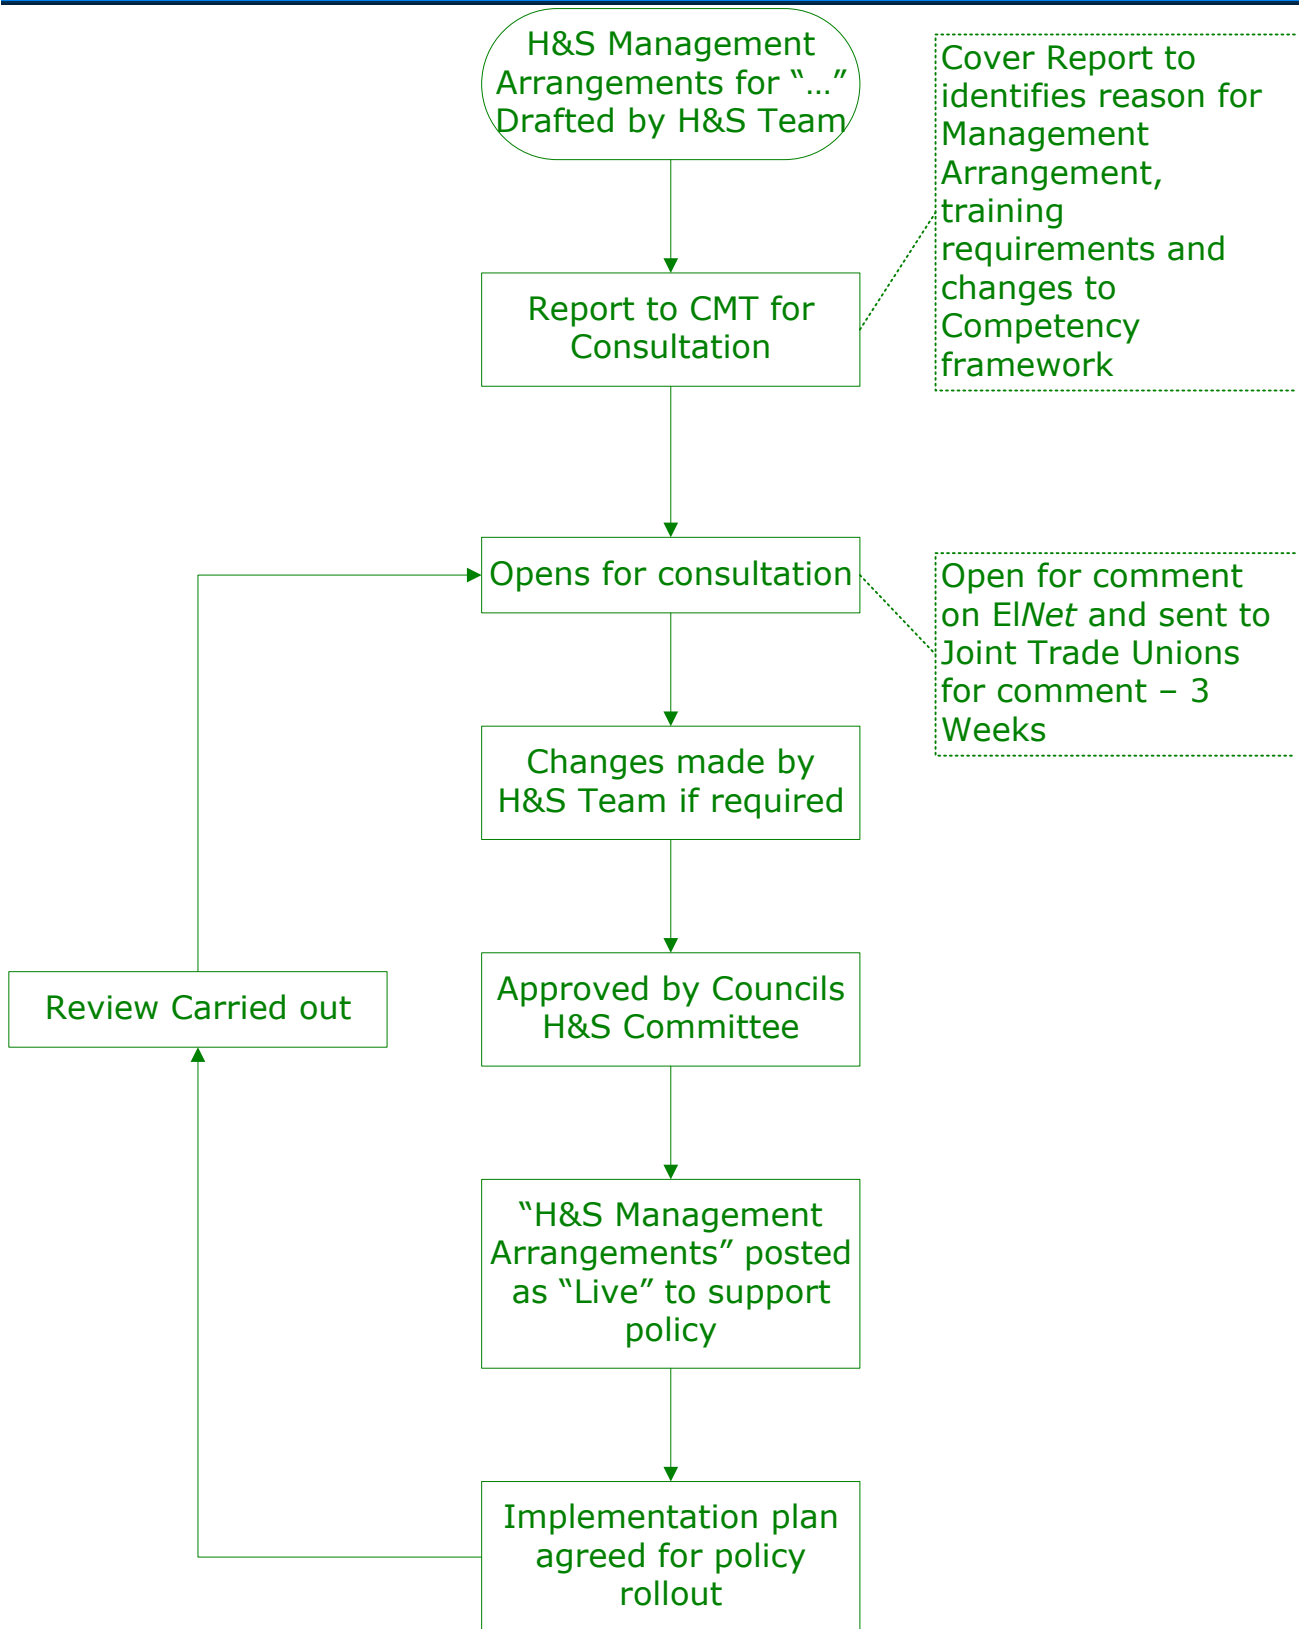 H&S Management
Arrangements for “…”
Drafted by H&S Team
Cover Report to
identifies reason for
Management
Arrangement,
training
requirements and
changes to
Competency
framework
Report to CMT for
Consultation
Opens for consultation
Open for comment
on ElNet and sent to
Joint Trade Unions
for comment – 3
Weeks
Changes made by
H&S Team if required
Approved by Councils
H&S Committee
Review Carried out
“H&S Management
Arrangements” posted
as “Live” to support
policy
Implementation plan
agreed for policy
rollout